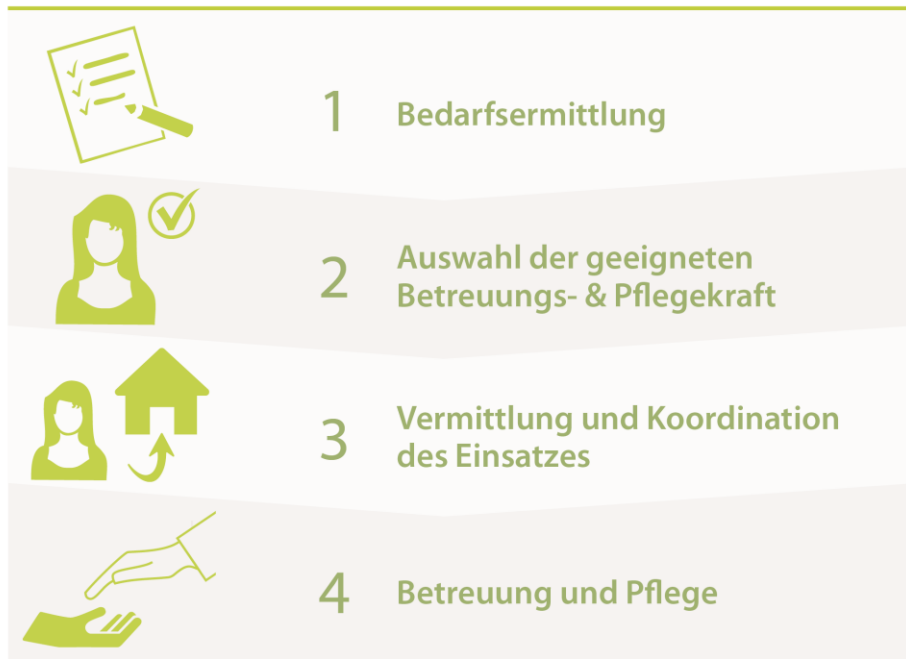 1 Bedarfsermittlung
2 Auswahl der geeigneten
Betreuungs- & Pflegekraft
3 Vermittlung und Koordination
des Einsatzes
4 Betreuung und Pflege